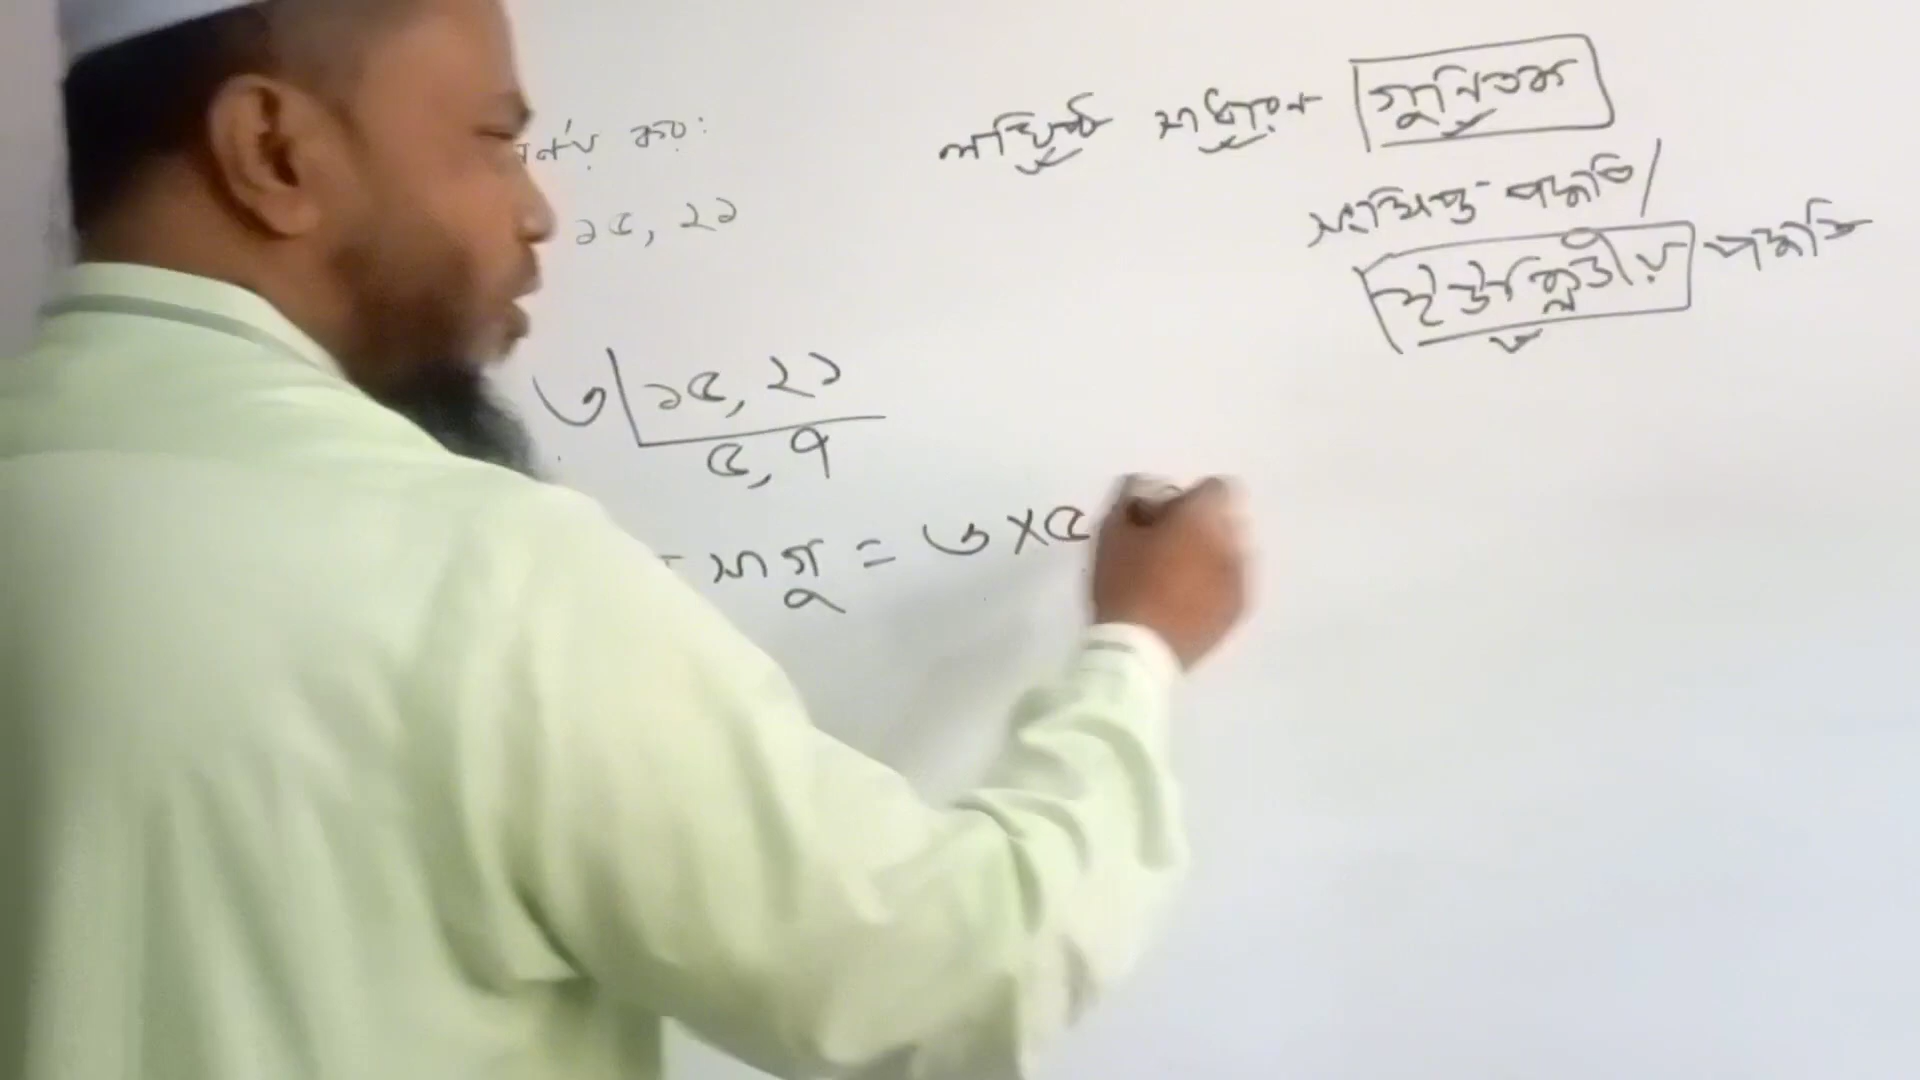 র্ণয় কর:
১৫, ২১
লঘিষ্ঠ সাধারণ গুনিতক
সংক্ষিপ্ত পদ্ধতি/
ইউক্লিডীয় পদ্ধতি
৩ ১৫, ২১
৫, ৭
সাগু = ৩ × ৫